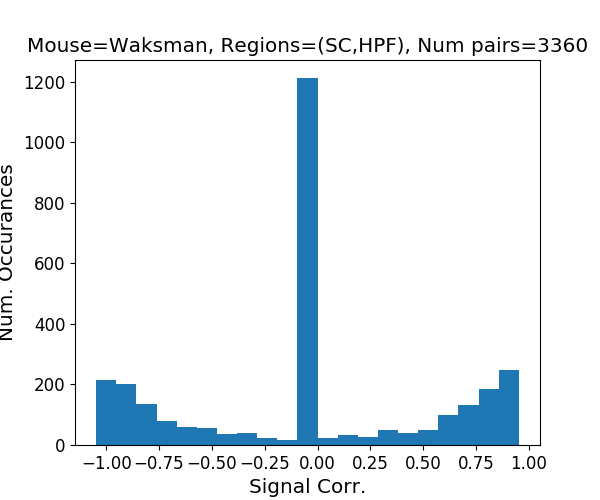 Mouse=Waksman, Regions=(SC,HPF), Num pairs=3360
1200
1000
800
600
400
200
0
Num. Occurances
−1.00 −0.75 −0.50 −0.25 0.00 0.25 0.50 0.75 1.00
Signal Corr.